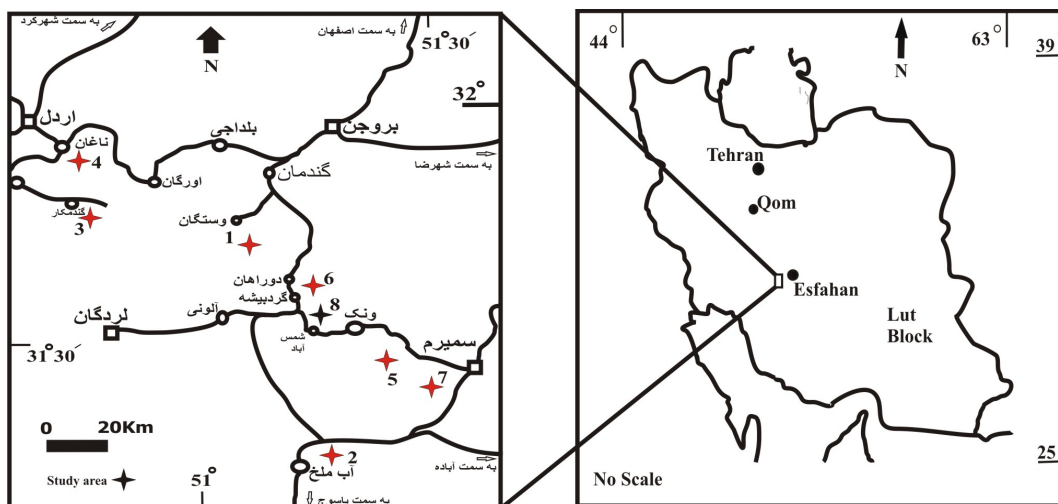 به سمت شهرکرد
به سمت اصفهان
51° 30′
N
32°
اردل
ناغان
4
بلداجی
بروجن
به سمت شهرضا
اورگان
گندمان
گندمکار
3
وستگان
1
دوراهان
6
گردبیشه
8
آلونی
ونک
لردگان
شمس
آباد
سمیرم
31° 30′
5
7
0 20Km
2
آب ملخ
به سمت آباده
Study area
51°
به سمت یاسوج
44°
63°
39
N
Tehran
Qom
Esfahan
Lut
Block
No Scale
25